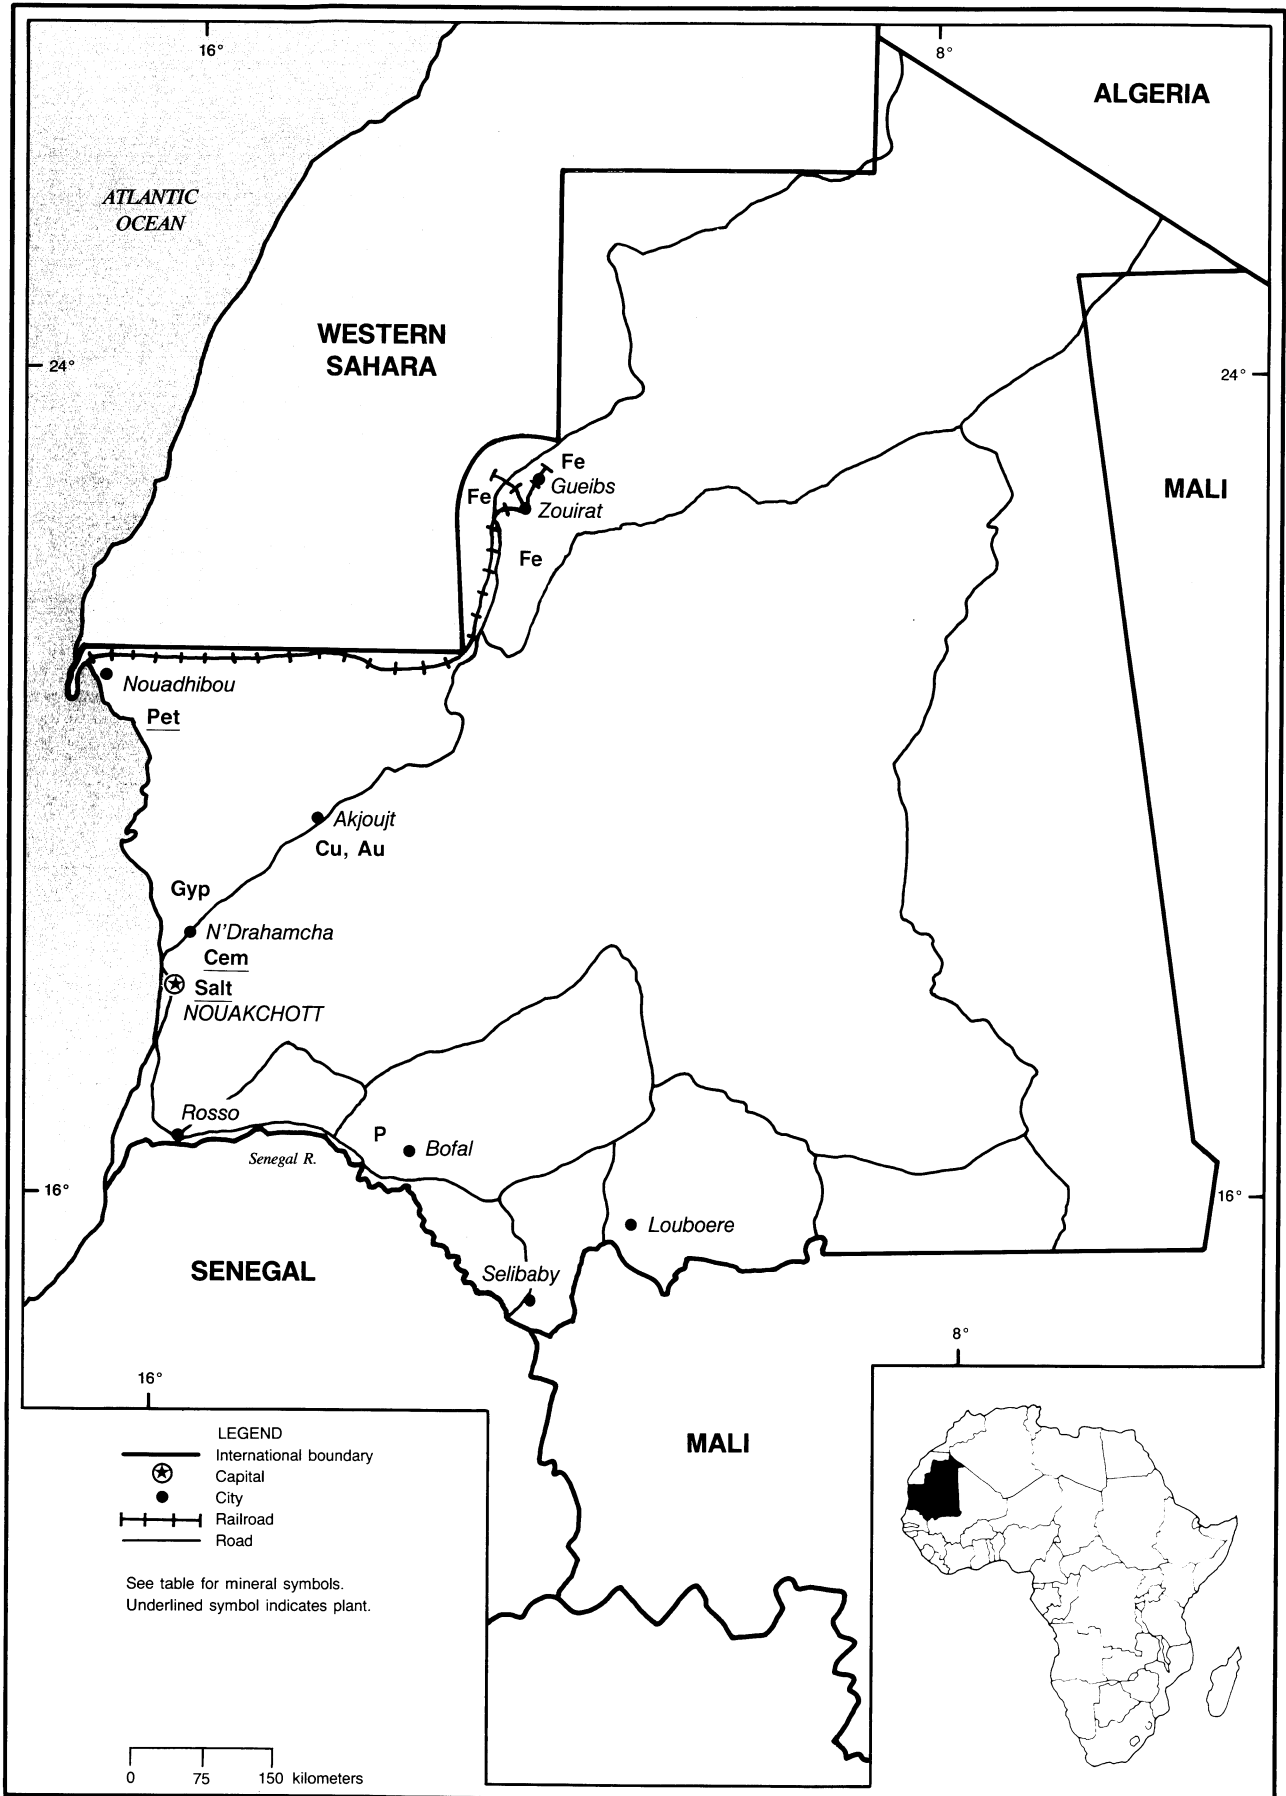 16°
8°
ALGERIA
ATLANTIC
OCEAN
WESTERN
SAHARA
24°
24°
Fe
Gueibs
Fe
Zouirat
MALI
Fe
Nouadhibou
Pet
Akjoujt
Cu, Au
Gyp
N'Drahamcha
Cem
Salt
NOUAKCHOTT
Rosso
P
Bofal
Senegal R.
16°
16°
Louboere
SENEGAL
Selibaby
8°
16°
MALI
LEGEND
International boundary
Capital
City
Railroad
Road
See table for mineral symbols.
Underlined symbol indicates plant.
0 75 150 kilometers